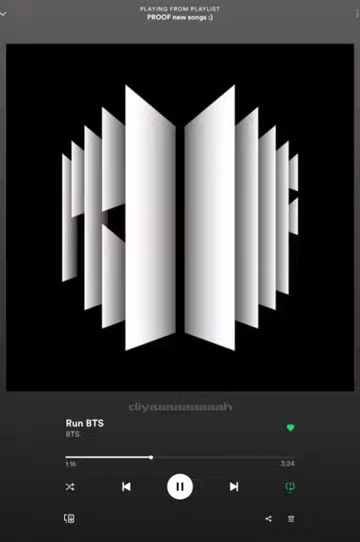 PLAYING FROM PLAYLIST
PROOF new songs :)
diyaaaaaaaaah
Run BTS
BTS
1:16
3:24